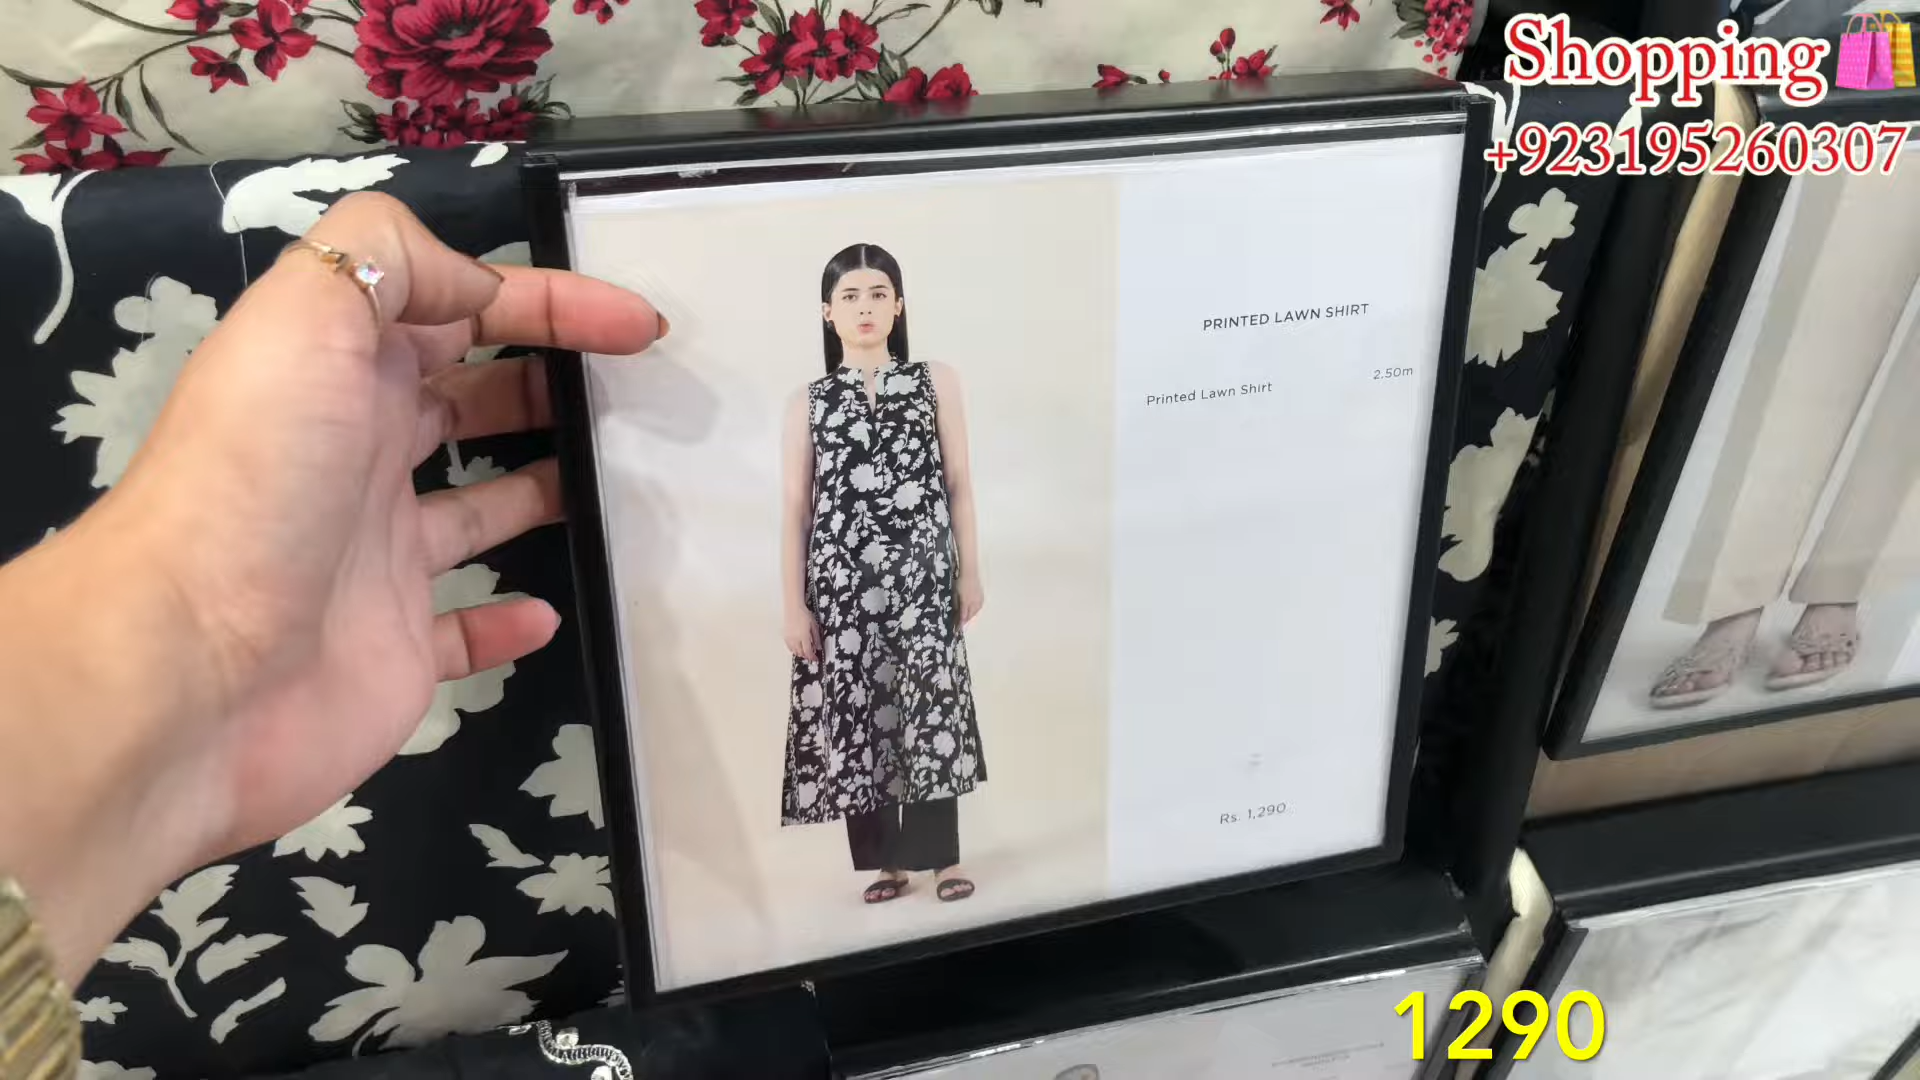 Shopping
+923195260307
PRINTED LAWN SHIRT
Printed Lawn Shirt 2.50m
Rs. 1,290
1290